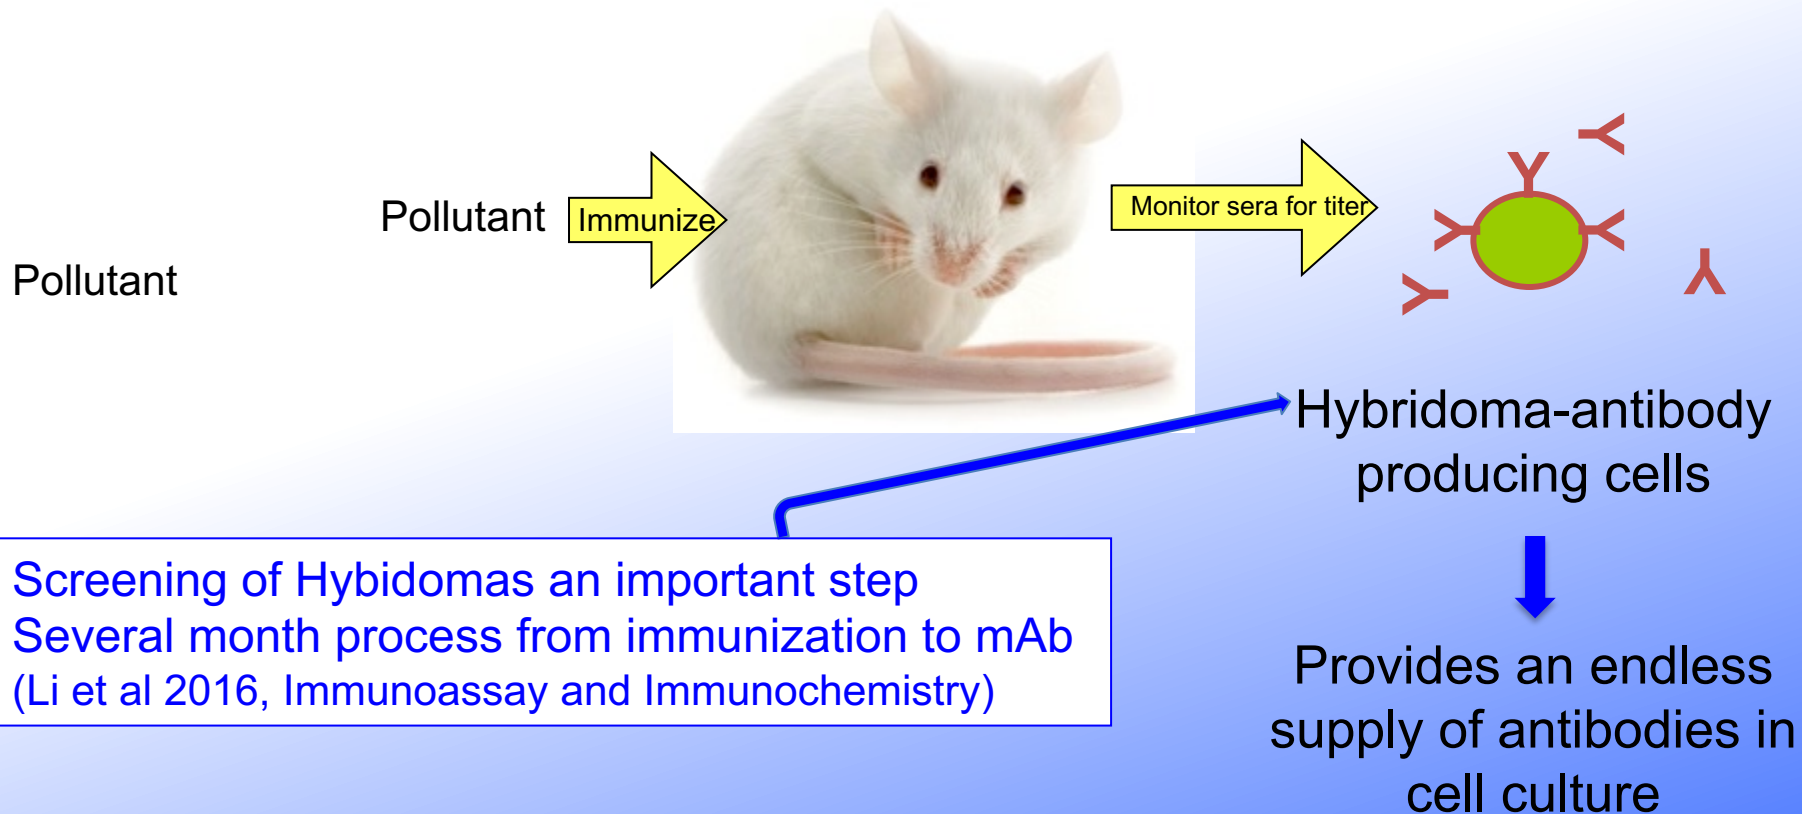 Pollutant
Immunize
Monitor sera for titer
Pollutant
Hybridoma-antibody
producing cells
Screening of Hybidomas an important step
Several month process from immunization to mAb
(Li et al 2016, Immunoassay and Immunochemistry)
Provides an endless
supply of antibodies in
cell culture